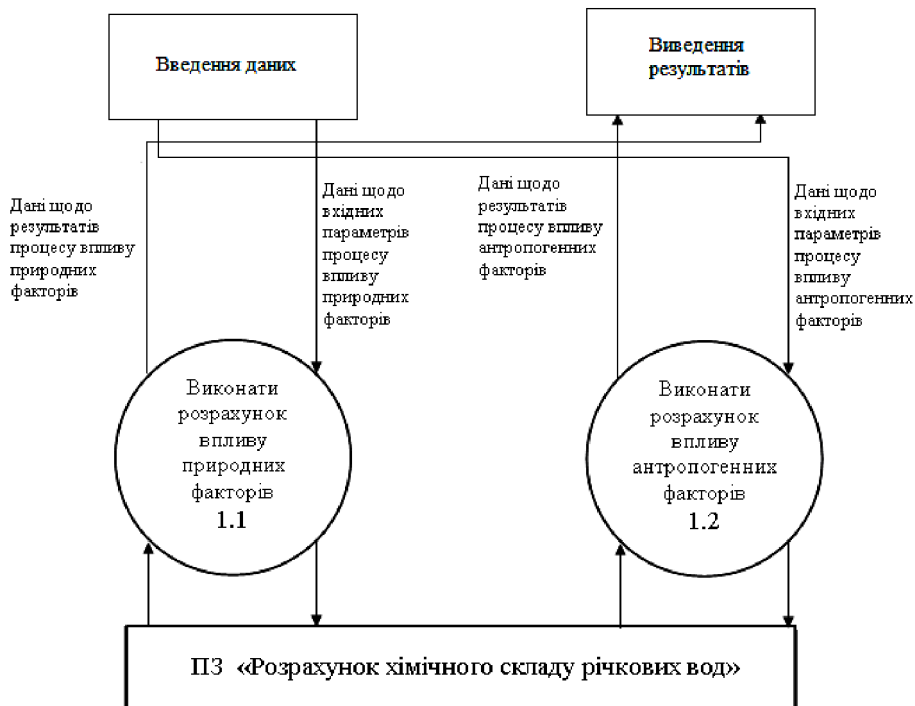 Введення даних
Виведення
результатів
Дані щодо
результатів
процесу впливу
природних
факторів
Дані щодо
вхідних
параметрів
процесу
впливу
природних
факторів
Дані щодо
результатів
процесу впливу
антропогенних
факторів
Дані щодо
вхідних
параметрів
процесу
впливу
антропогенних
факторів
Виконати
розрахунок
впливу
природних
факторів
1.1
Виконати
розрахунок
впливу
антропогенних
факторів
1.2
ПЗ «Розрахунок хімічного складу річкових вод»